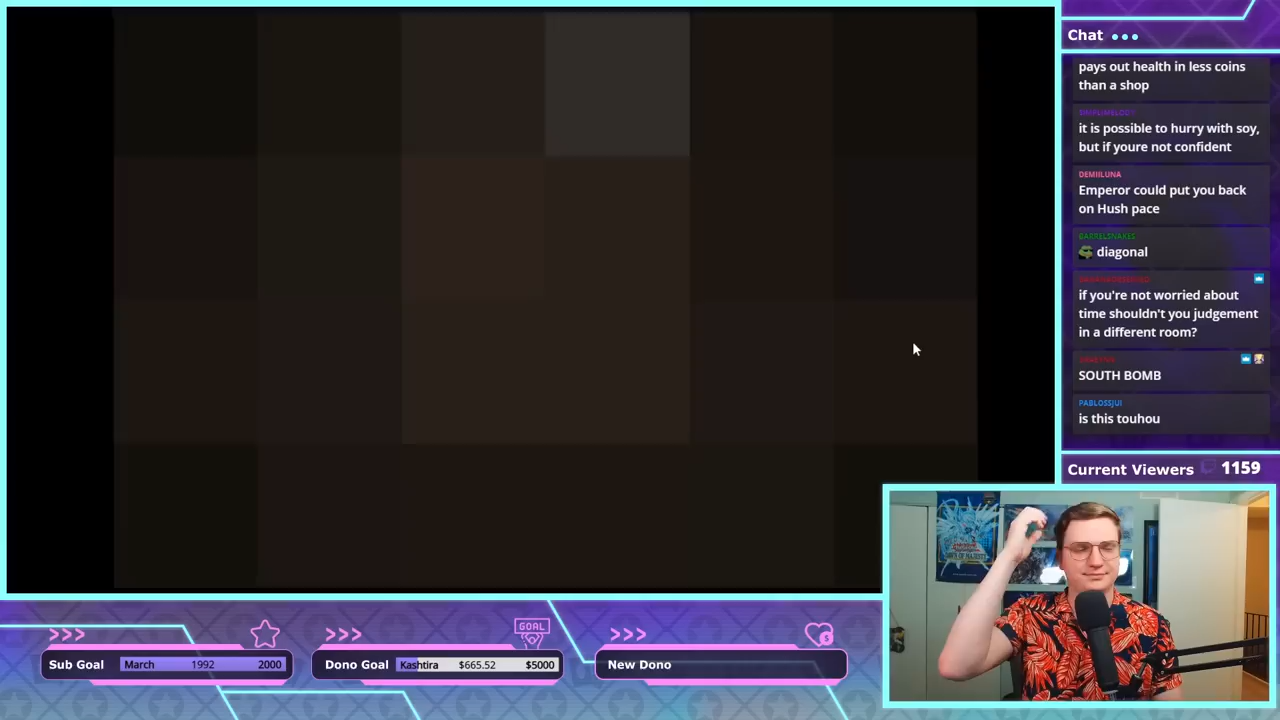 Chat
pays out health in less coins
than a shop
it is possible to hurry with soy,
but if youre not confident
DEMIILUNA
Emperor could put you back
on Hush pace
BARRELSNAKES
diagonal
if you're not worried about
time shouldn't you judgement
in a different room?
SOUTH BOMB
PABLOSSJUI
is this touhou
Current Viewers 1159
GOAL
>>> >>> >>>
Sub Goal March 1992 2000 Dono Goal Kashtira $665.52 $5000 New Dono